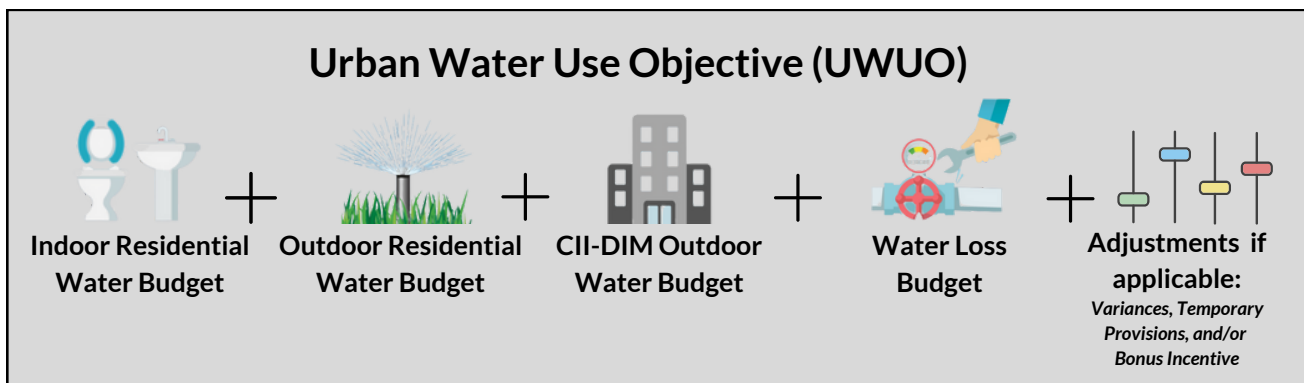 Urban Water Use Objective (UWUO)
Indoor Residential
Water Budget
Outdoor Residential
Water Budget
CII-DIM Outdoor
Water Budget
Water Loss
Budget
Adjustments if
applicable:
Variances, Temporary
Provisions, and/or
Bonus Incentive